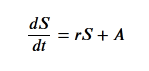 dS/dt = rS + A